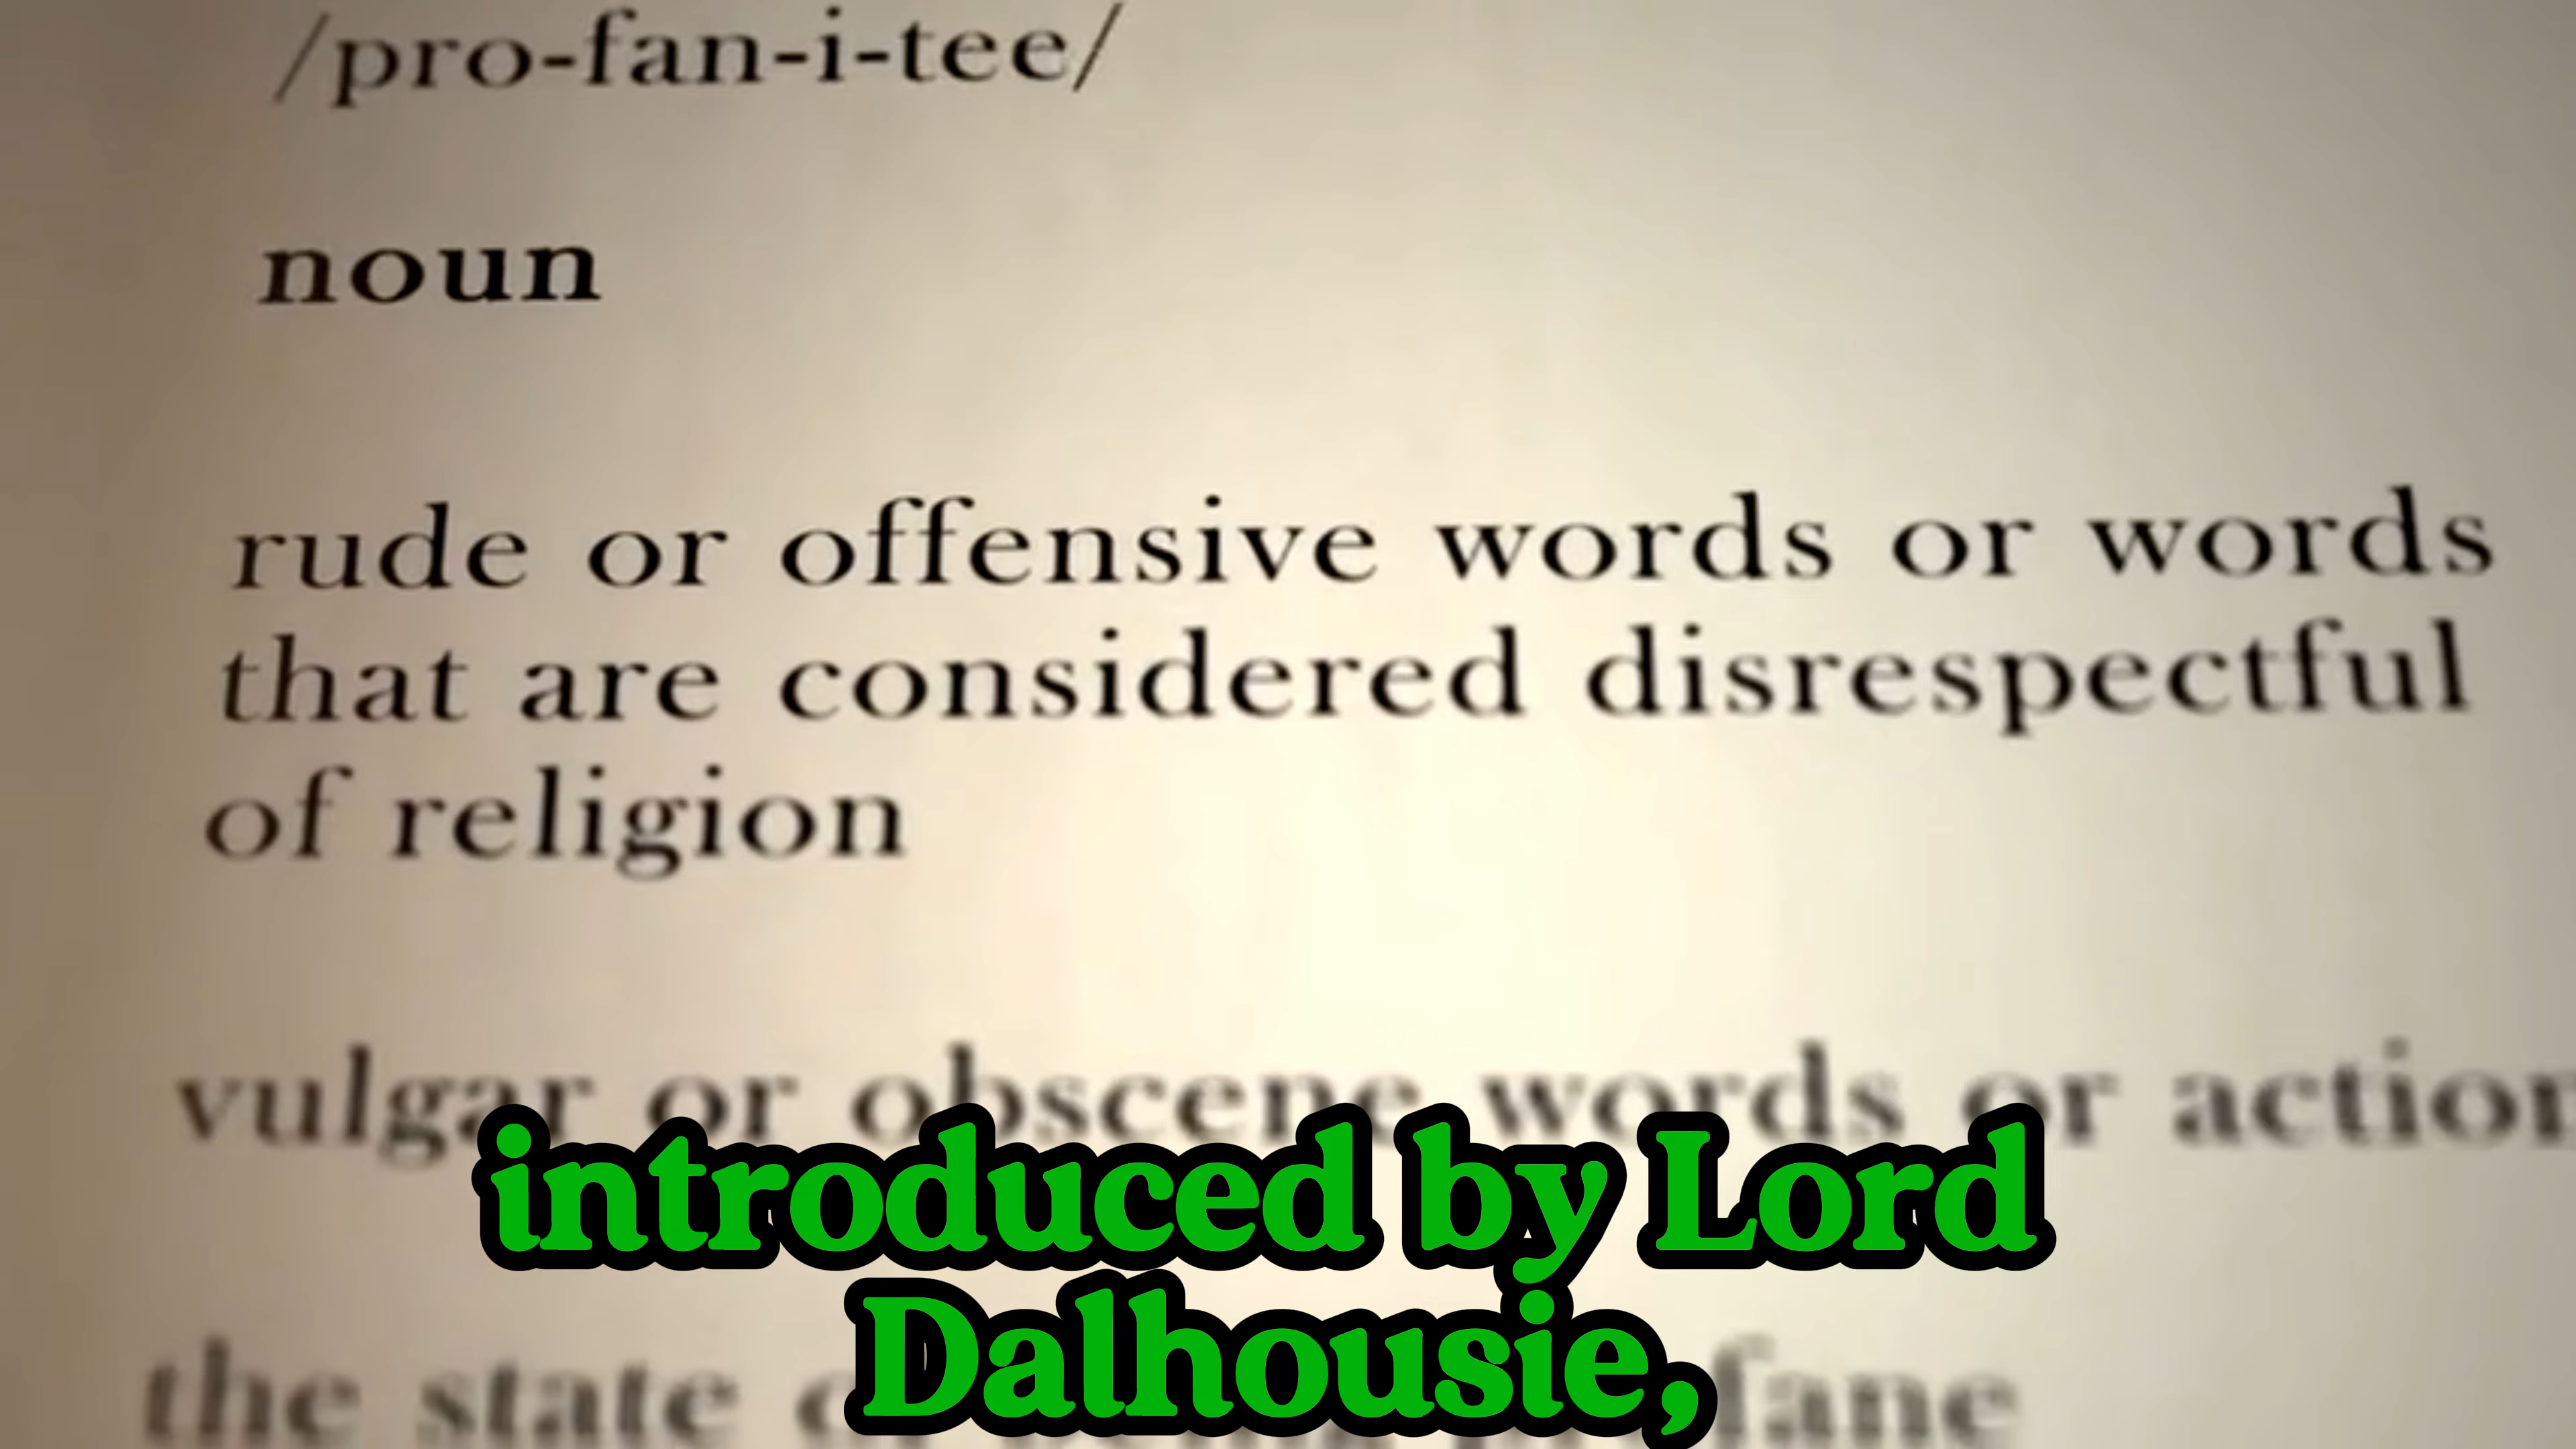 /pro-fan-i-tee/
noun
rude or offensive words or words
that are considered disrespectful
of religion
vulgar or obscene words or action
introduced by Lord
the state
Dalhousie,